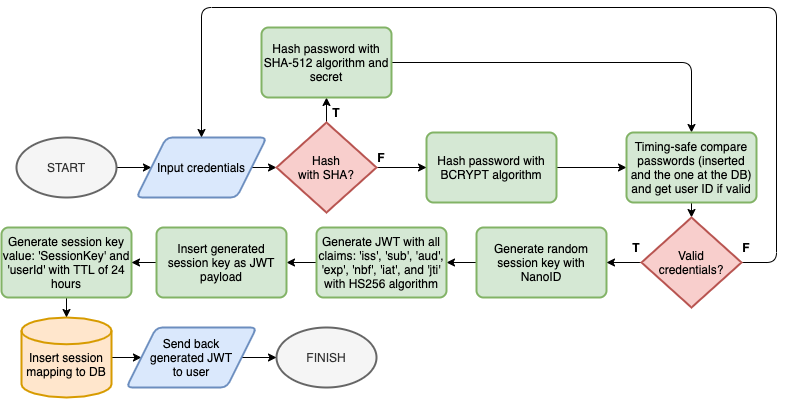 Hash password with
SHA-512 algorithm and
secret
T
START
Input credentials
Hash
with SHA?
F
Hash password with
BCRYPT algorithm
Timing-safe compare
passwords (inserted
and the one at the DB)
and get user ID if valid
Valid
credentials?
T
F
Generate random
session key with
NanoID
Generate JWT with all
claims: 'iss', 'sub', 'aud',
'exp', 'nbf', 'iat', and 'jti'
with HS256 algorithm
Insert generated
session key as JWT
payload
Generate session key
value: 'SessionKey' and
'userId' with TTL of 24
hours
Insert session
mapping to DB
Send back
generated JWT
to user
FINISH